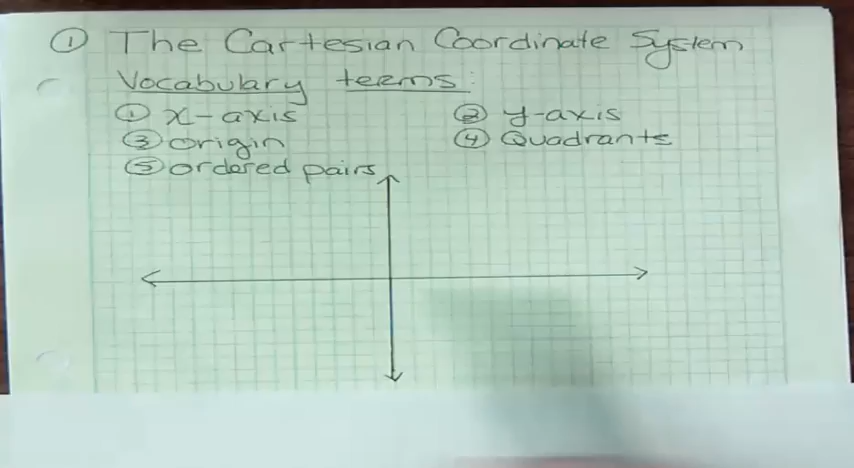 ① The Cartesian Coordinate System
Vocabulary terms:
① x-axis ② y-axis
③ origin ④ Quadrants
⑤ ordered pairs